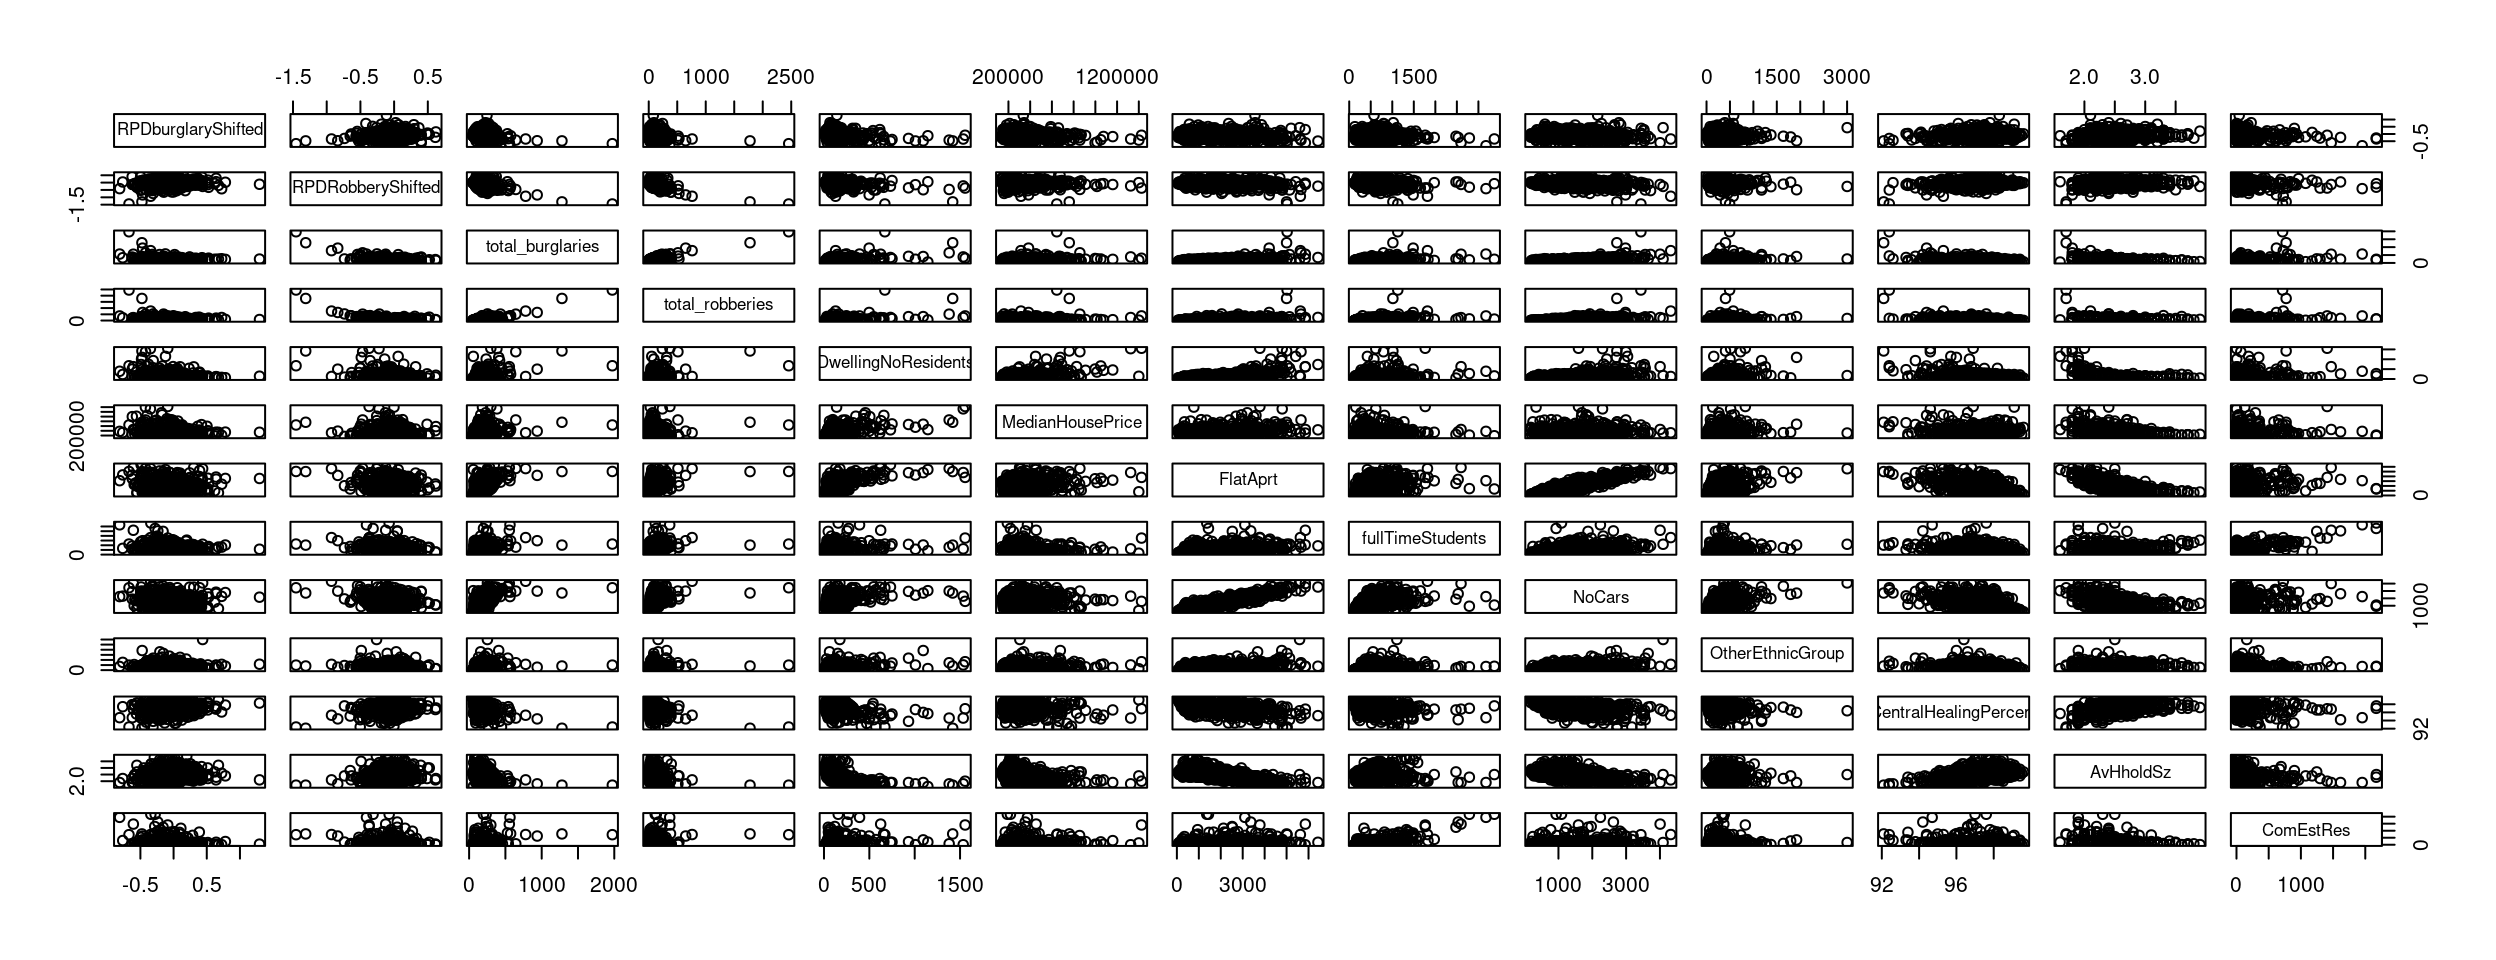 -1.5 -0.5 0.5 0 1000 2500 200000 1200000 0 1500 0 1500 3000 2.0 3.0
RPDburglaryShifted
-0.5
RPDRobberyShifted
-1.5
total_burglaries
0
total_robberies
0
DwellingNoResidents
0
MedianHousePrice
200000
FlatAprt
0
fullTimeStudents
0
NoCars
1000
OtherEthnicGroup
0
CentralHealingPercer
92
AvHholdSz
2.0
ComEstRes
0
-0.5 0.5 0 1000 2000 0 500 1500 0 3000 1000 3000 92 96 0 1000